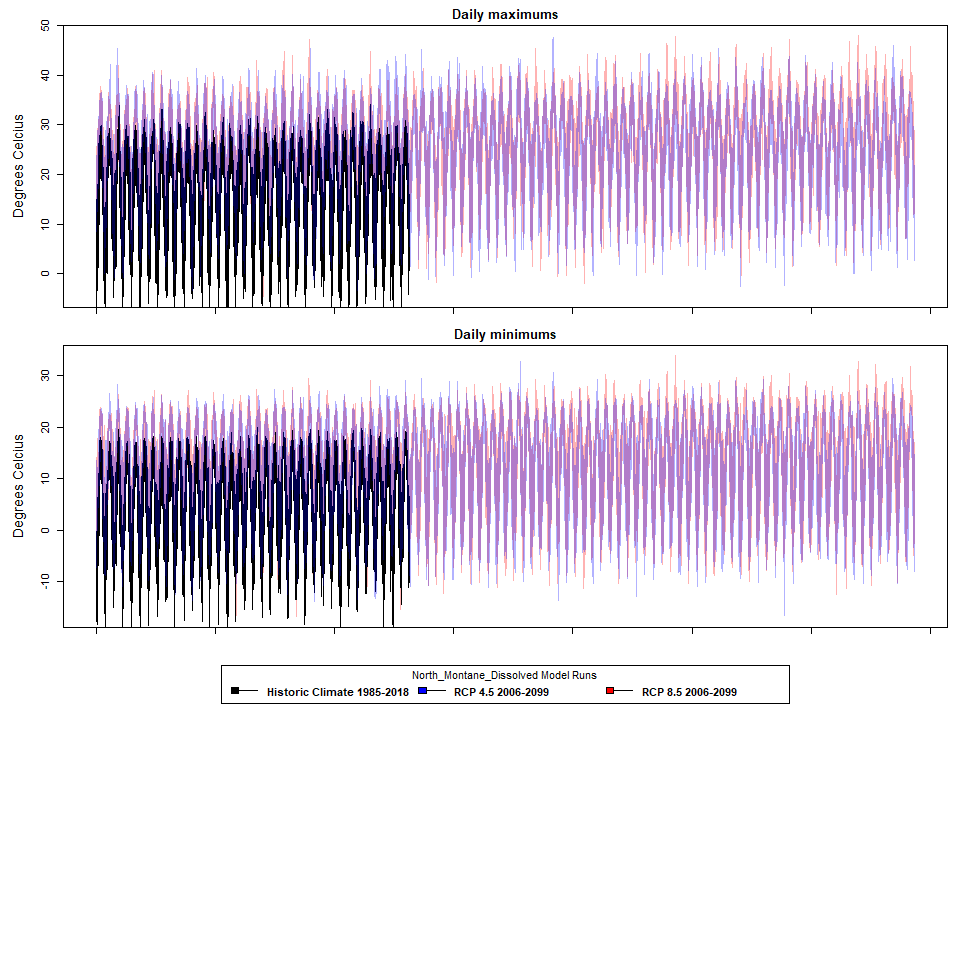 Daily maximums
Degrees Celcius
50
40
30
20
10
0
Daily minimums
Degrees Celcius
30
20
10
0
-10
North_Montane_Dissolved Model Runs
Historic Climate 1985-2018 RCP 4.5 2006-2099 RCP 8.5 2006-2099